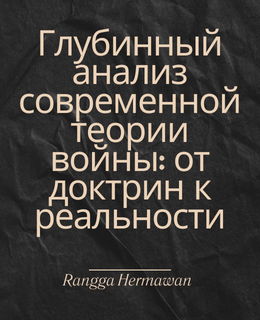 Глубинный
анализ
современной
теории
войны: от
доктрин к
реальности
Rangga Hermawan